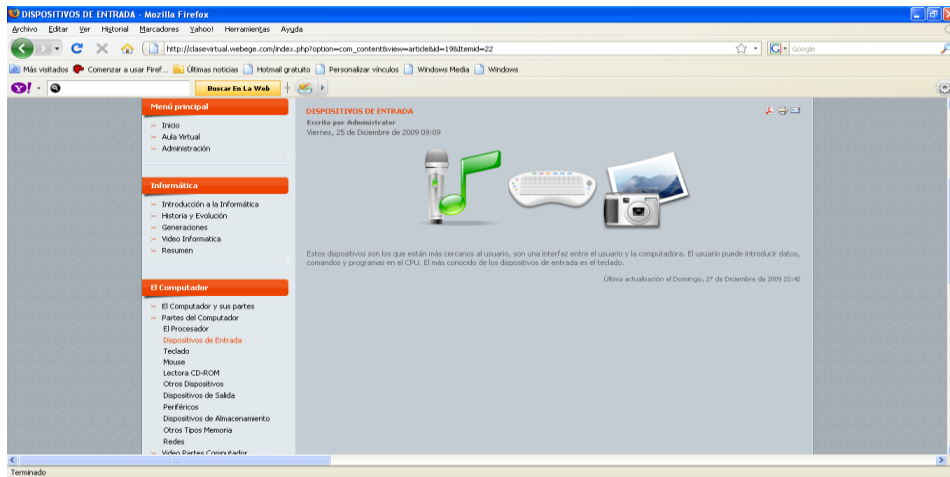 DISPOSITIVOS DE ENTRADA - Mozilla Firefox
Archivo Editar Ver Historial Marcadores Yahoo! Herramientas Ayuda
http://clasevirtual.webege.com/index.php?option=com_content&view=article&id=19&Itemid=22
Google
Más visitados Comenzar a usar Firef... Últimas noticias Hotmail gratuito Personalizar vínculos Windows Media Windows
Y! Buscar En La Web
Menú principal
Inicio
Aula Virtual
Administración
Informática
Introducción a la Informática
Historia y Evolución
Generaciones
Video Informatica
Resumen
El Computador
El Computador y sus partes
Partes del Computador
El Procesador
Dispositivos de Entrada
Teclado
Mouse
Lectora CD-ROM
Otros Dispositivos
Dispositivos de Salida
Periféricos
Dispositivos de Almacenamiento
Otros Tipos Memoria
Redes
Video Partes Computador
DISPOSITIVOS DE ENTRADA
Escrito por Administrator
Viernes, 25 de Diciembre de 2009 09:09
Estos dispositivos son los que están más cercanos al usuario, son una interfaz entre el usuario y la computadora. El usuario puede introducir datos,
comandos y programas en el CPU. El más conocido de los dispositivos de entrada es el teclado.
Última actualización el Domingo, 27 de Diciembre de 2009 22:42
Terminado